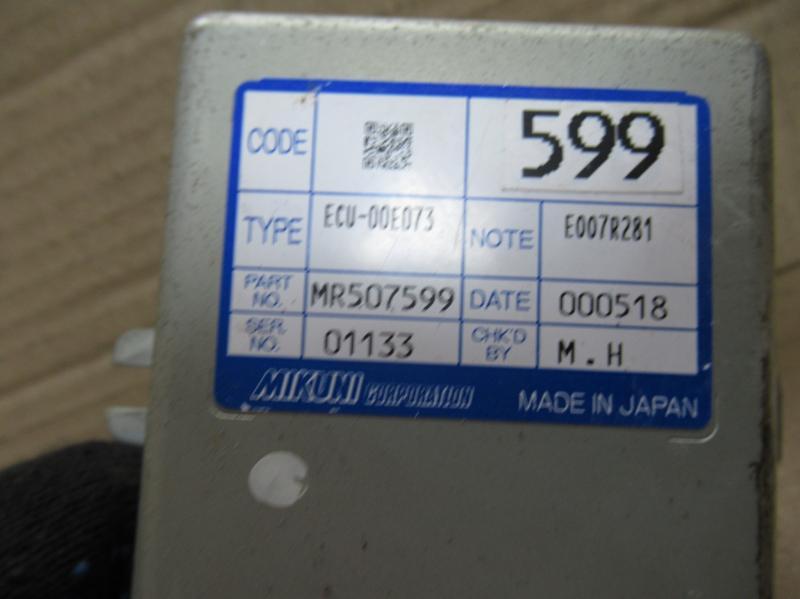 CODE 599
TYPE ECU-00E073 NOTE E007R281
PART NO. MR507599 DATE 000518
SER. NO. 01133 CHK'D BY M.H
MIKUNI CORPORATION MADE IN JAPAN